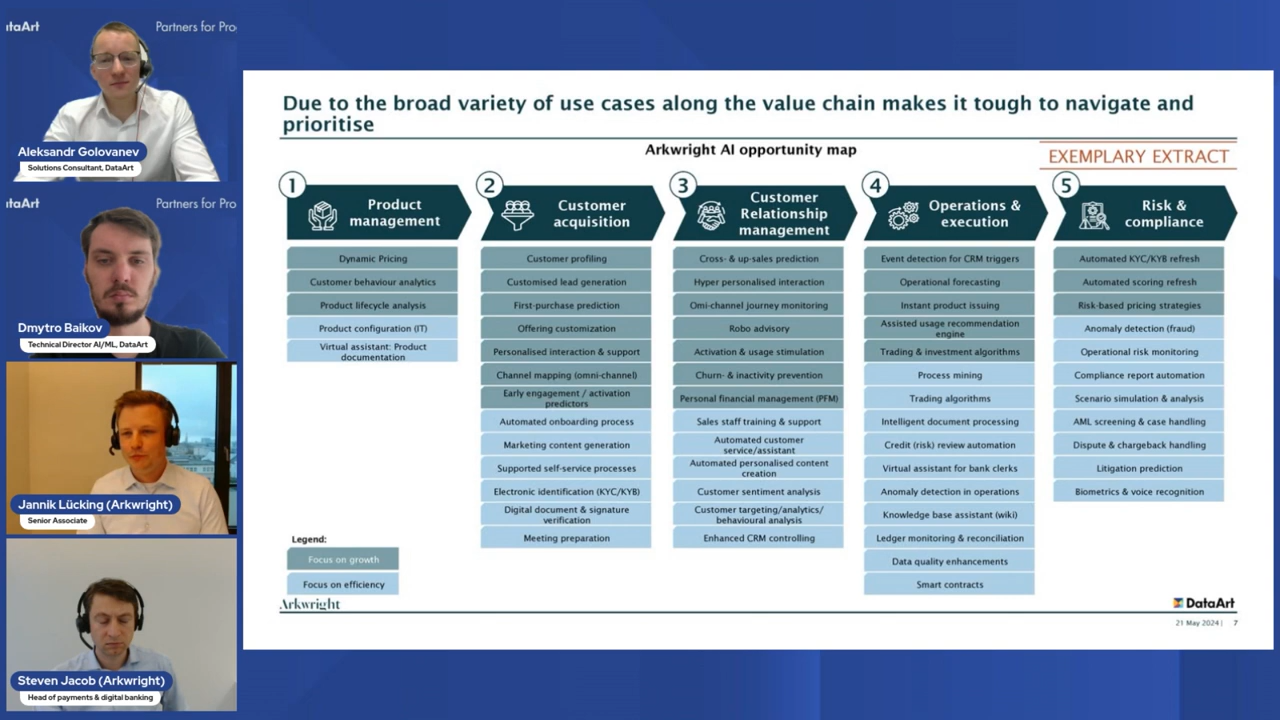 itaArt
Partners for Pro
Aleksandr Golovanev
Solutions Consultant, DataArt
itaArt
Partners for Pro
Dmytro Baikov
Technical Director AI/ML, DataArt
Jannik Lücking (Arkwright)
Senior Associate
Steven Jacob (Arkwright)
Head of payments & digital banking
Due to the broad variety of use cases along the value chain makes it tough to navigate and
prioritise
Arkwright AI opportunity map
EXEMPLARY EXTRACT
1
Product
management
Dynamic Pricing
Customer behaviour analytics
Product lifecycle analysis
Product configuration (IT)
Virtual assistant: Product
documentation
2
Customer
acquisition
Customer profiling
Customised lead generation
First-purchase prediction
Offering customization
Personalised interaction & support
Channel mapping (omni-channel)
Early engagement / activation
predictors
Automated onboarding process
Marketing content generation
Supported self-service processes
Electronic identification (KYC/KYB)
Digital document & signature
verification
Meeting preparation
3
Customer
Relationship
management
Cross- & up-sales prediction
Hyper personalised interaction
Omi-channel journey monitoring
Robo advisory
Activation & usage stimulation
Churn- & inactivity prevention
Personal financial management (PFM)
Sales staff training & support
Automated customer
service/assistant
Automated personalised content
creation
Customer sentiment analysis
Customer targeting/analytics/
behavioural analysis
Enhanced CRM controlling
4
Operations &
execution
Event detection for CRM triggers
Operational forecasting
Instant product issuing
Assisted usage recommendation
engine
Trading & investment algorithms
Process mining
Trading algorithms
Intelligent document processing
Credit (risk) review automation
Virtual assistant for bank clerks
Anomaly detection in operations
Knowledge base assistant (wiki)
Ledger monitoring & reconciliation
Data quality enhancements
Smart contracts
5
Risk &
compliance
Automated KYC/KYB refresh
Automated scoring refresh
Risk-based pricing strategies
Anomaly detection (fraud)
Operational risk monitoring
Compliance report automation
Scenario simulation & analysis
AML screening & case handling
Dispute & chargeback handling
Litigation prediction
Biometrics & voice recognition
Legend:
Focus on growth
Focus on efficiency
Arkwright
DataArt
21 May 2024 | 7